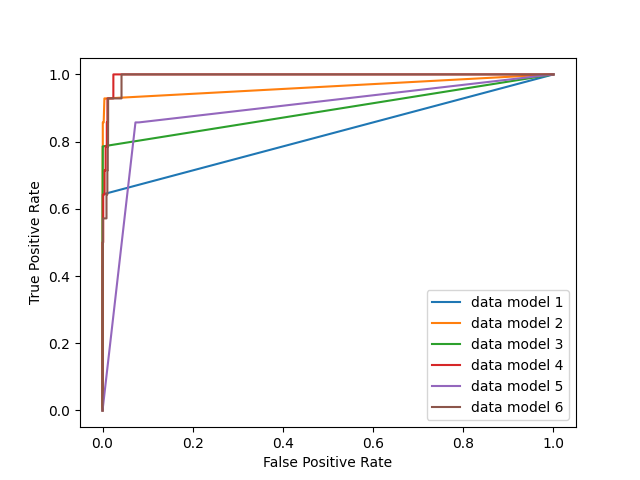 1.0
0.8
0.6
0.4
0.2
0.0
True Positive Rate
0.0 0.2 0.4 0.6 0.8 1.0
False Positive Rate
data model 1
data model 2
data model 3
data model 4
data model 5
data model 6